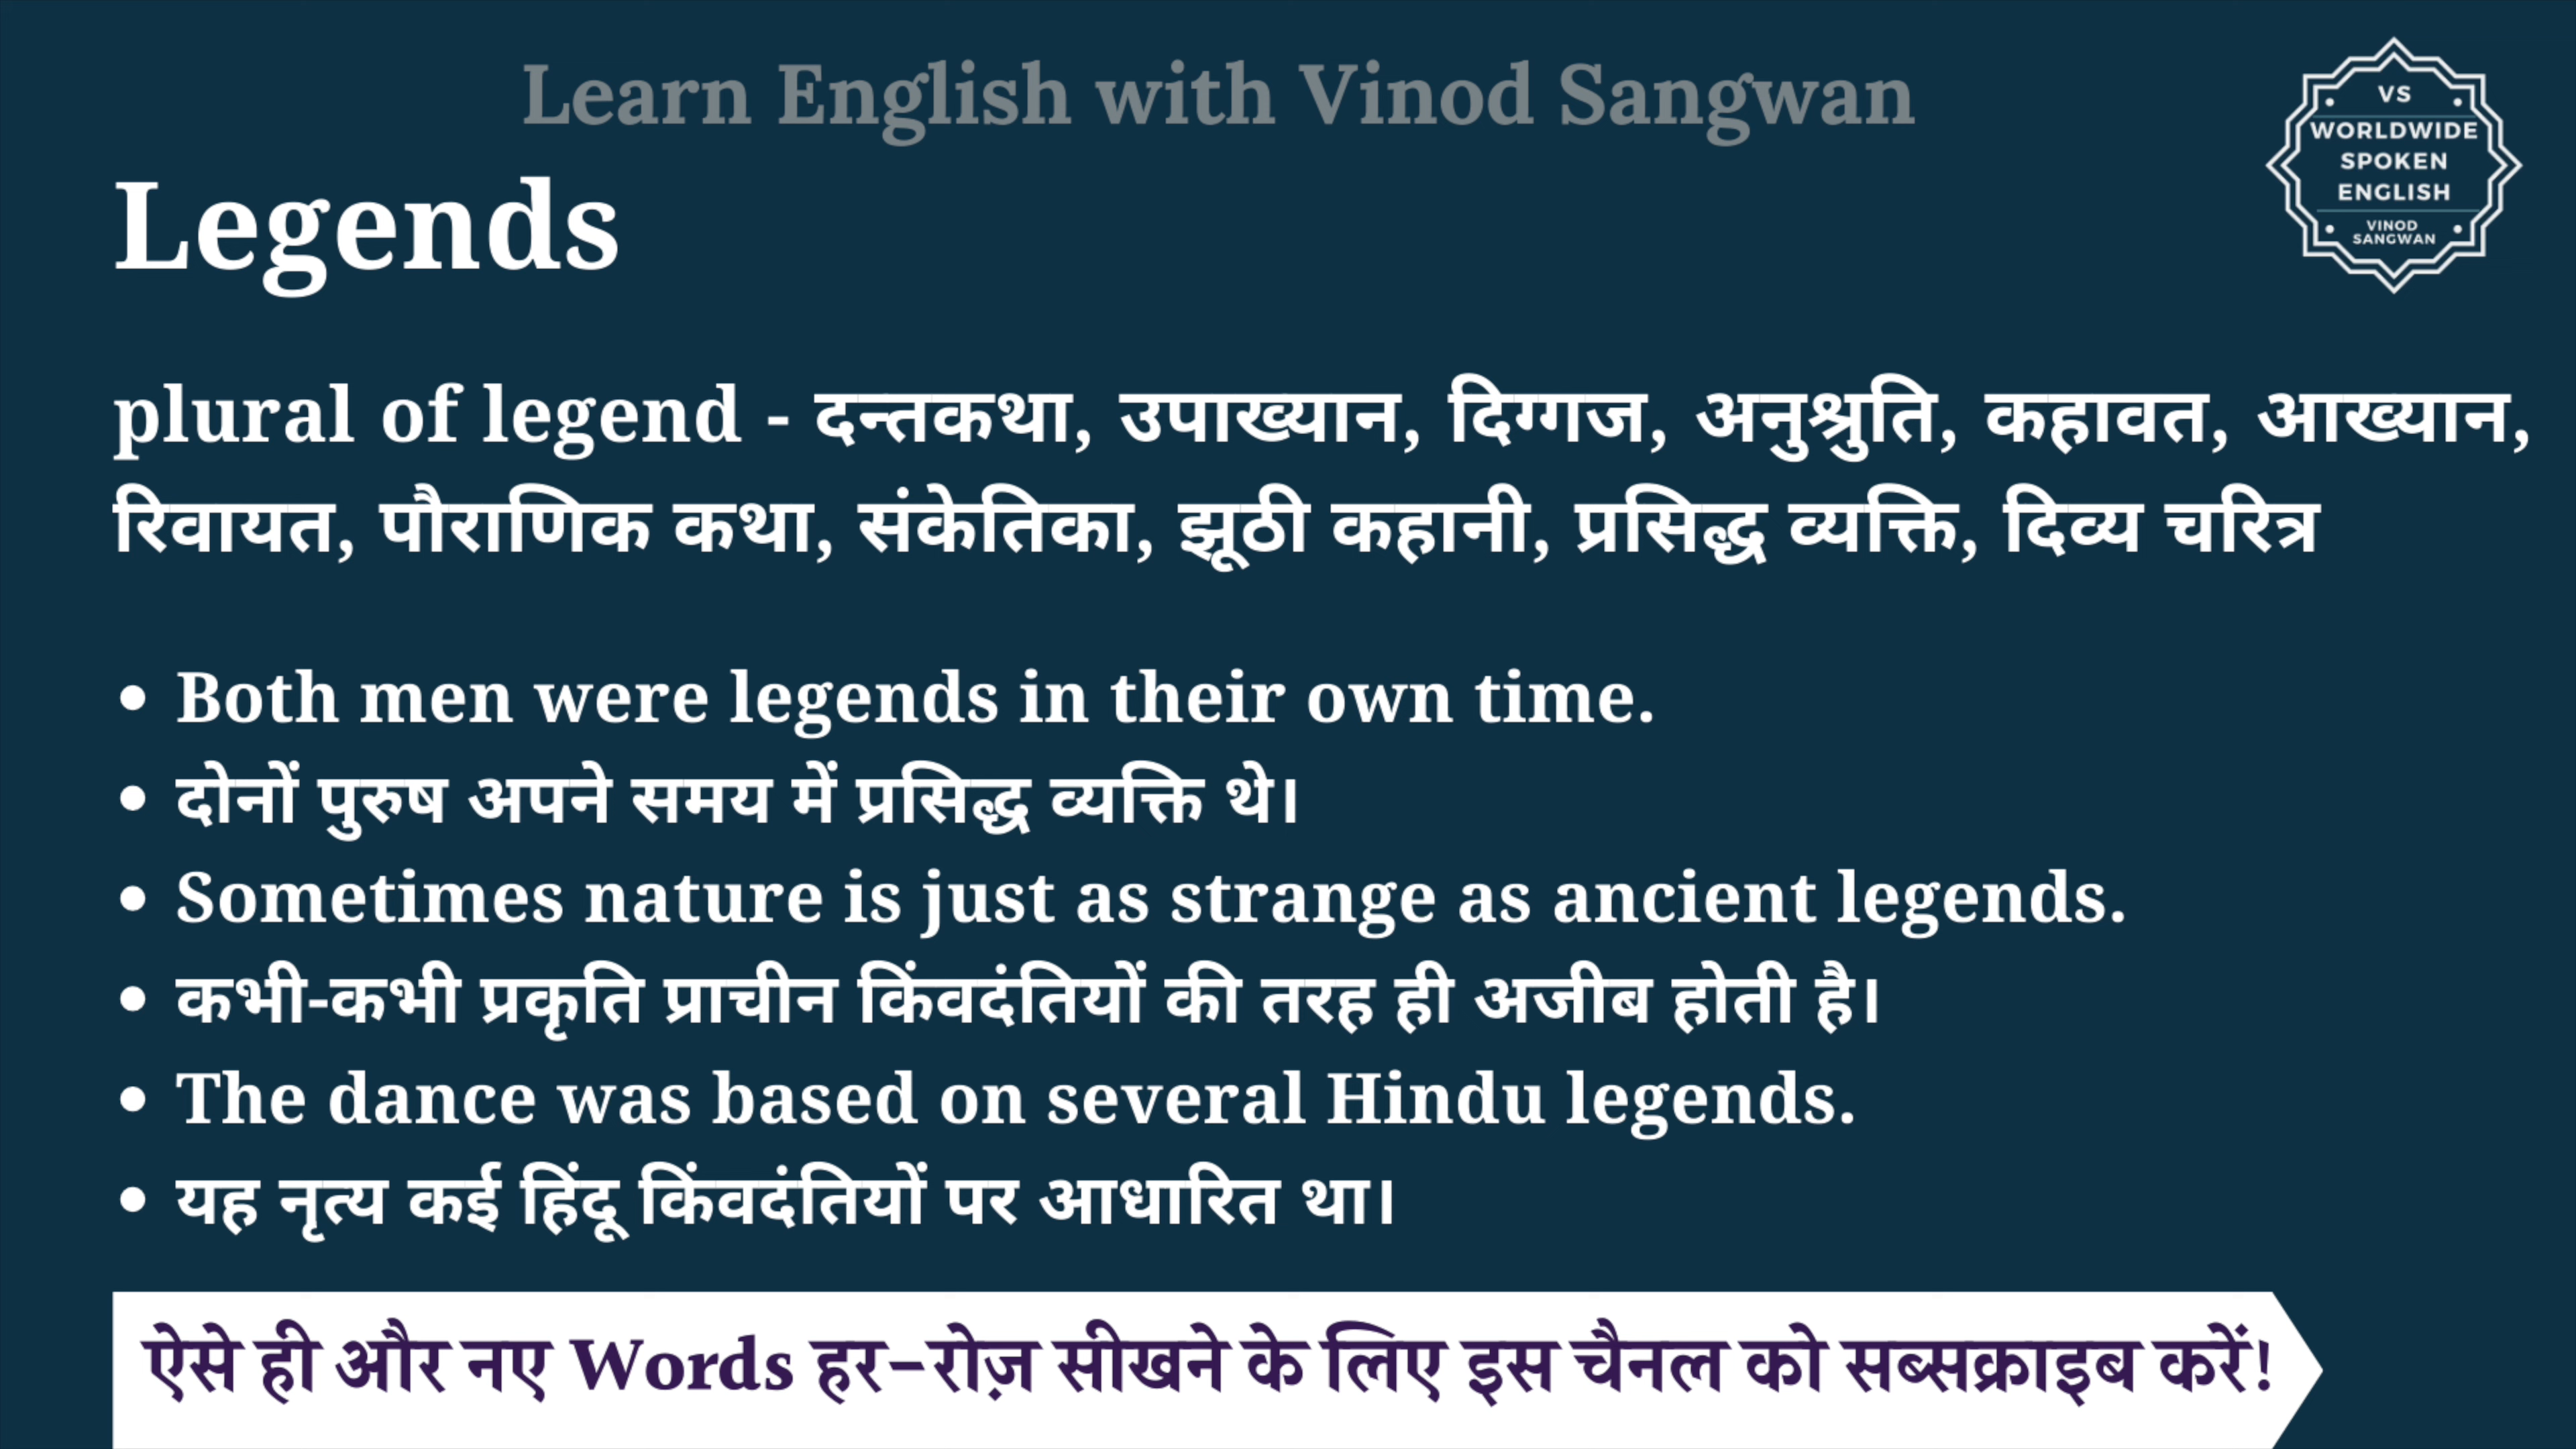 Learn English with Vinod Sangwan
VS
WORLDWIDE
SPOKEN
ENGLISH
VINOD
SANGWAN
Legends
plural of legend - दन्तकथा, उपाख्यान, दिग्गज, अनुश्रुति, कहावत, आख्यान,
रिवायत, पौराणिक कथा, संकेतिका, झूठी कहानी, प्रसिद्ध व्यक्ति, दिव्य चरित्र
• Both men were legends in their own time.
• दोनों पुरुष अपने समय में प्रसिद्ध व्यक्ति थे।
• Sometimes nature is just as strange as ancient legends.
• कभी-कभी प्रकृति प्राचीन किंवदंतियों की तरह ही अजीब होती है।
• The dance was based on several Hindu legends.
• यह नृत्य कई हिंदू किंवदंतियों पर आधारित था।
ऐसे ही और नए Words हर-रोज़ सीखने के लिए इस चैनल को सब्सक्राइब करें!